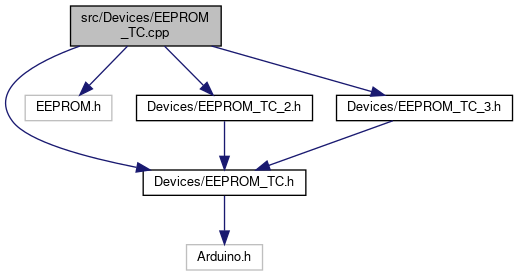 src/Devices/EEPROM
_TC.cpp
EEPROM.h
Devices/EEPROM_TC_2.h
Devices/EEPROM_TC_3.h
Devices/EEPROM_TC.h
Arduino.h